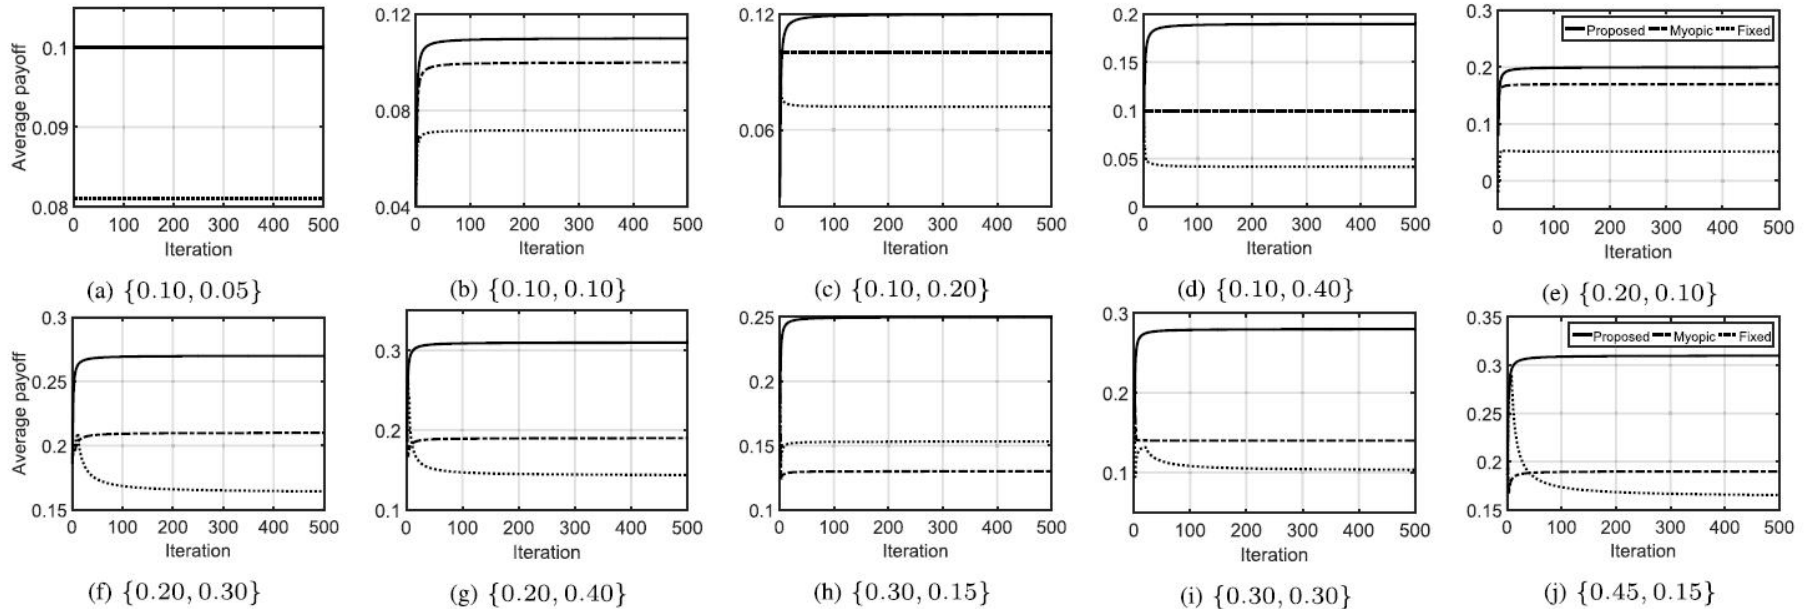 Average payoff
0.1
0.09
0.08
0 100 200 300 400 500
Iteration
(a) {0.10, 0.05}
0.12
0.08
0.04
0 100 200 300 400 500
Iteration
(b) {0.10, 0.10}
0.12
0.06
0 100 200 300 400 500
Iteration
(c) {0.10, 0.20}
0.2
0.15
0.1
0.05
0
0 100 200 300 400 500
Iteration
(d) {0.10, 0.40}
0.3
0.2
0.1
0
Proposed Myopic Fixed
0 100 200 300 400 500
Iteration
(e) {0.20, 0.10}
Average payoff
0.3
0.25
0.2
0.15
0 100 200 300 400 500
Iteration
(f) {0.20, 0.30}
0.3
0.2
0.1
0 100 200 300 400 500
Iteration
(g) {0.20, 0.40}
0.25
0.2
0.15
0.1
0 100 200 300 400 500
Iteration
(h) {0.30, 0.15}
0.3
0.2
0.1
0 100 200 300 400 500
Iteration
(i) {0.30, 0.30}
0.35
0.3
0.25
0.2
0.15
Proposed Myopic Fixed
0 100 200 300 400 500
Iteration
(j) {0.45, 0.15}